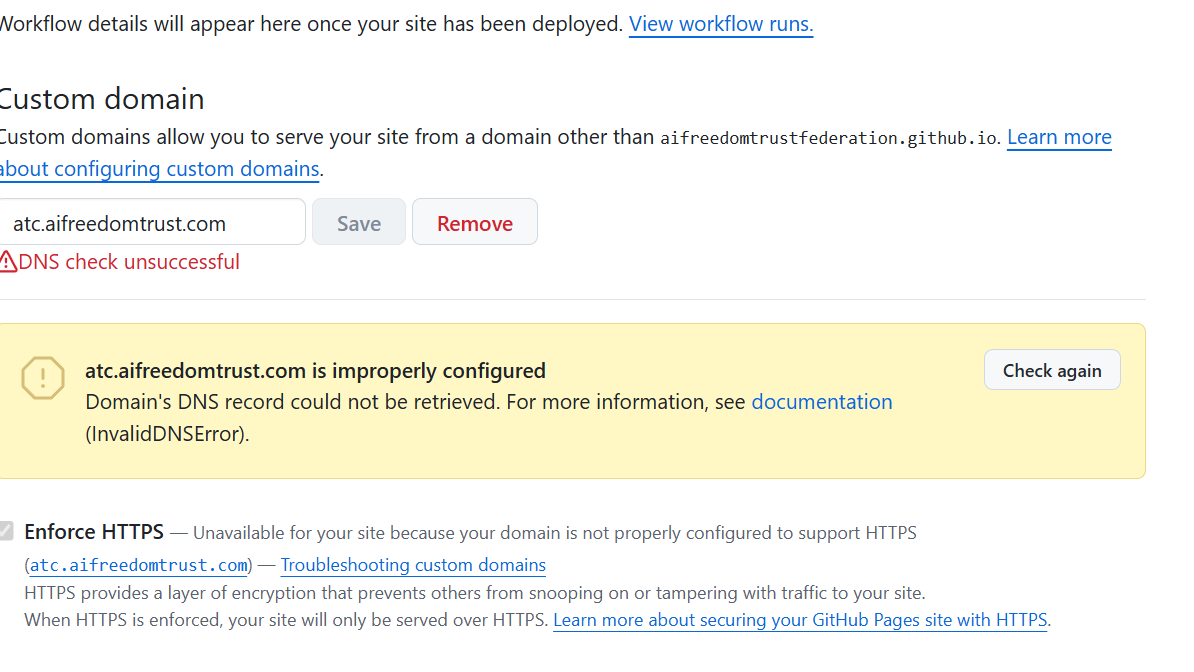 Workflow details will appear here once your site has been deployed. View workflow runs.
Custom domain
Custom domains allow you to serve your site from a domain other than aifreedomtrustfederation.github.io. Learn more
about configuring custom domains.
atc.aifreedomtrust.com Save Remove
DNS check unsuccessful
atc.aifreedomtrust.com is improperly configured Check again
Domain's DNS record could not be retrieved. For more information, see documentation
(InvalidDNSError).
Enforce HTTPS — Unavailable for your site because your domain is not properly configured to support HTTPS
(atc.aifreedomtrust.com) — Troubleshooting custom domains
HTTPS provides a layer of encryption that prevents others from snooping on or tampering with traffic to your site.
When HTTPS is enforced, your site will only be served over HTTPS. Learn more about securing your GitHub Pages site with HTTPS.